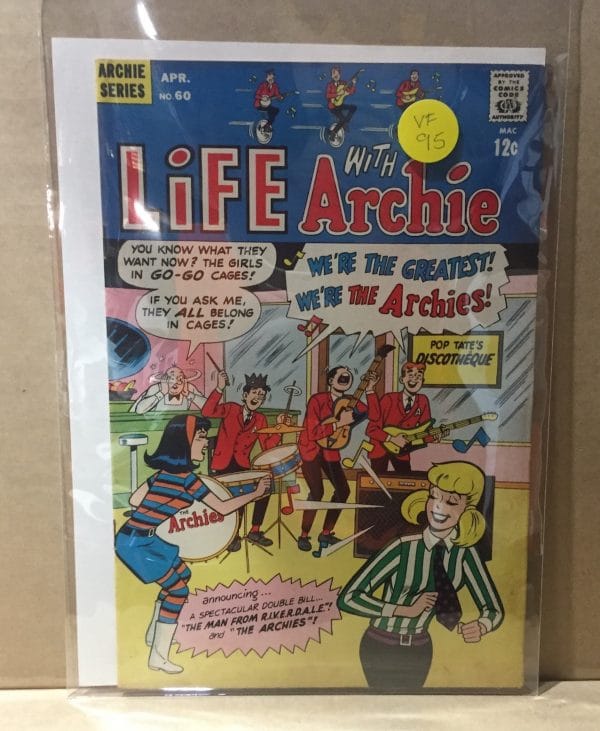 ARCHIE
SERIES
APR.
NO. 60
APPROVED
BY THE
COMICS
CODE
CA
AUTHORITY
MAC
12¢
VF
95
LiFE WITH Archie
YOU KNOW WHAT THEY
WANT NOW? THE GIRLS
IN GO-GO CAGES!
IF YOU ASK ME,
THEY ALL BELONG
IN CAGES!
WE'RE THE GREATEST!
WE'RE THE Archies!
POP TATE'S
DISCOTHÈQUE
THE
Archies
announcing...
A SPECTACULAR DOUBLE BILL...
"THE MAN FROM R.I.V.E.R.D.A.L.E."!
and "THE ARCHIES"!